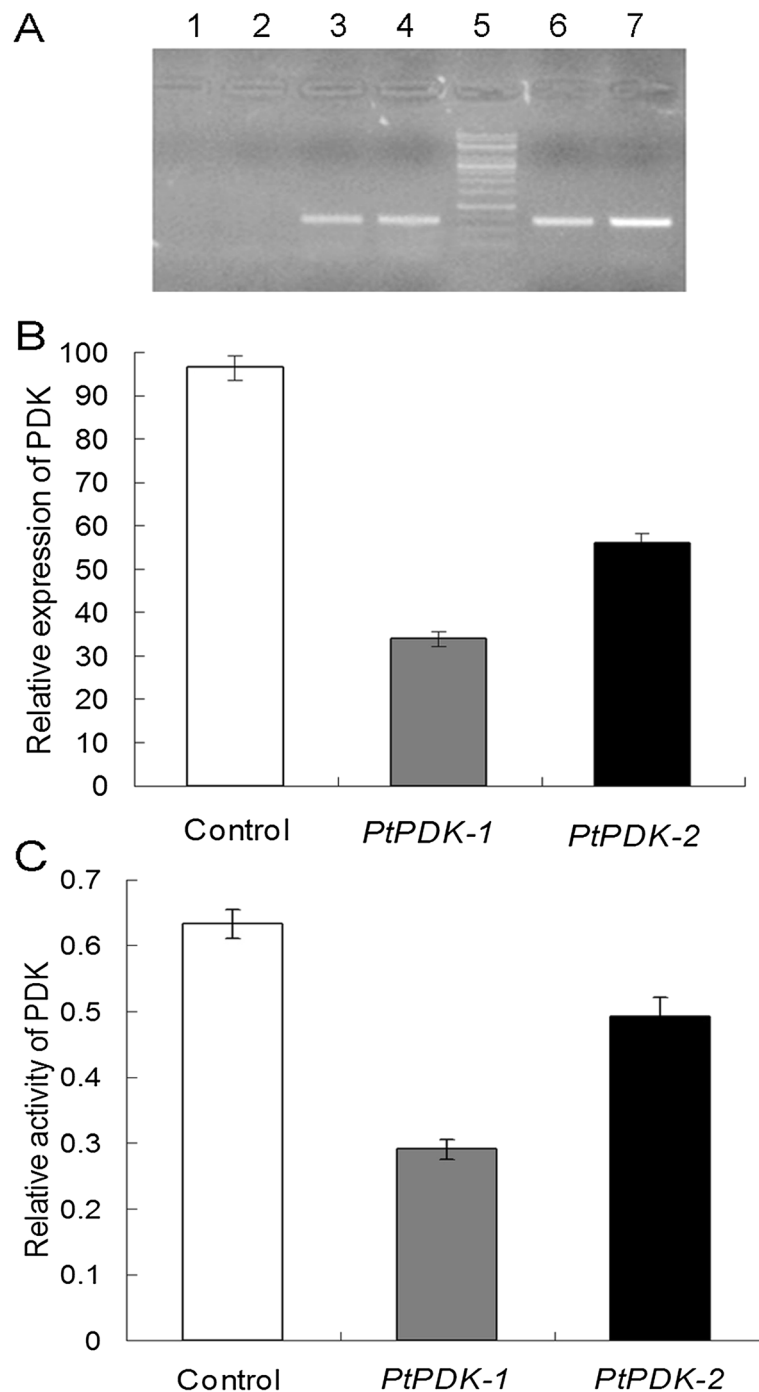 A
1 2 3 4 5 6 7
B
Relative expression of PDK
100
90
80
70
60
50
40
30
20
10
0
Control PtPDK-1 PtPDK-2
C
Relative activity of PDK
0.7
0.6
0.5
0.4
0.3
0.2
0.1
0
Control PtPDK-1 PtPDK-2